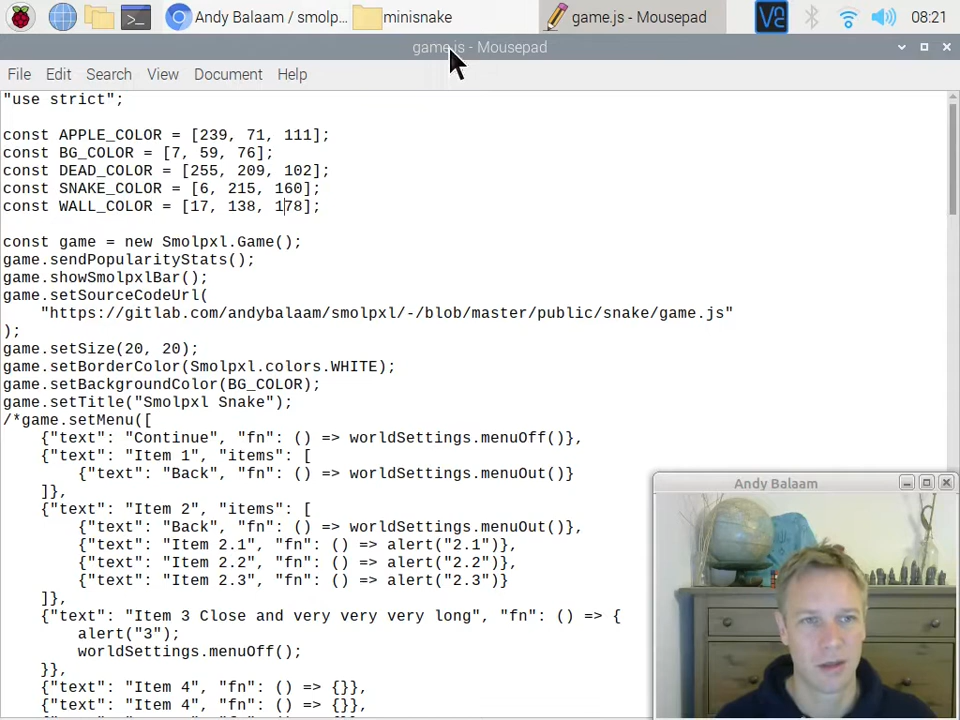 Andy Balaam / smolp...
minisnake
game.js - Mousepad
08:21
game.js - Mousepad
File Edit Search View Document Help
"use strict";
const APPLE_COLOR = [239, 71, 111];
const BG_COLOR = [7, 59, 76];
const DEAD_COLOR = [255, 209, 102];
const SNAKE_COLOR = [6, 215, 160];
const WALL_COLOR = [17, 138, 178];
const game = new Smolpxl.Game();
game.sendPopularityStats();
game.showSmolpxlBar();
game.setSourceCodeUrl(
"https://gitlab.com/andybalaam/smolpxl/-/blob/master/public/snake/game.js"
);
game.setSize(20, 20);
game.setBorderColor(Smolpxl.colors.WHITE);
game.setBackgroundColor(BG_COLOR);
game.setTitle("Smolpxl Snake");
/*game.setMenu([
{"text": "Continue", "fn": () => worldSettings.menuOff()},
{"text": "Item 1", "items": [
{"text": "Back", "fn": () => worldSettings.menuOut()}
]},
{"text": "Item 2", "items": [
{"text": "Back", "fn": () => worldSettings.menuOut()},
{"text": "Item 2.1", "fn": () => alert("2.1")},
{"text": "Item 2.2", "fn": () => alert("2.2")},
{"text": "Item 2.3", "fn": () => alert("2.3")}
]},
{"text": "Item 3 Close and very very very long", "fn": () => {
alert("3");
worldSettings.menuOff();
}},
{"text": "Item 4", "fn": () => {}},
{"text": "Item 4", "fn": () => {}},
Andy Balaam